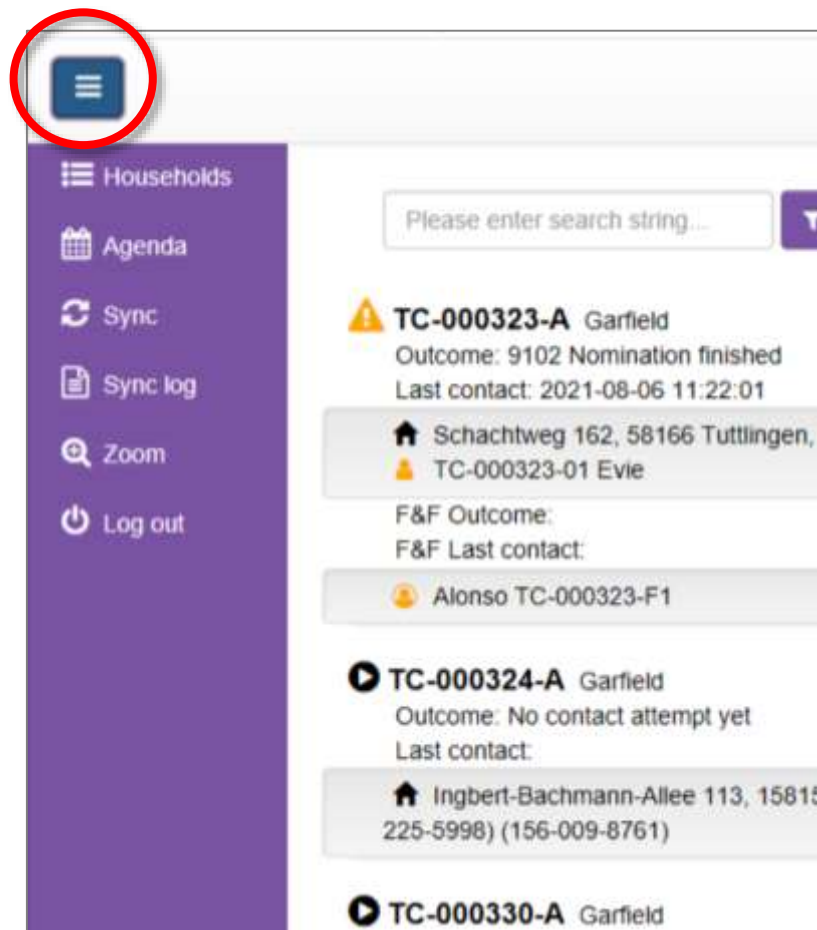 Households
Agenda
Sync
Sync log
Zoom
Log out
Please enter search string...
TC-000323-A Garfield
Outcome: 9102 Nomination finished
Last contact: 2021-08-06 11:22:01
Schachtweg 162, 58166 Tuttlingen,
TC-000323-01 Evie
F&F Outcome:
F&F Last contact:
Alonso TC-000323-F1
TC-000324-A Garfield
Outcome: No contact attempt yet
Last contact:
Ingbert-Bachmann-Allee 113, 15815
225-5998) (156-009-8761)
TC-000330-A Garfield